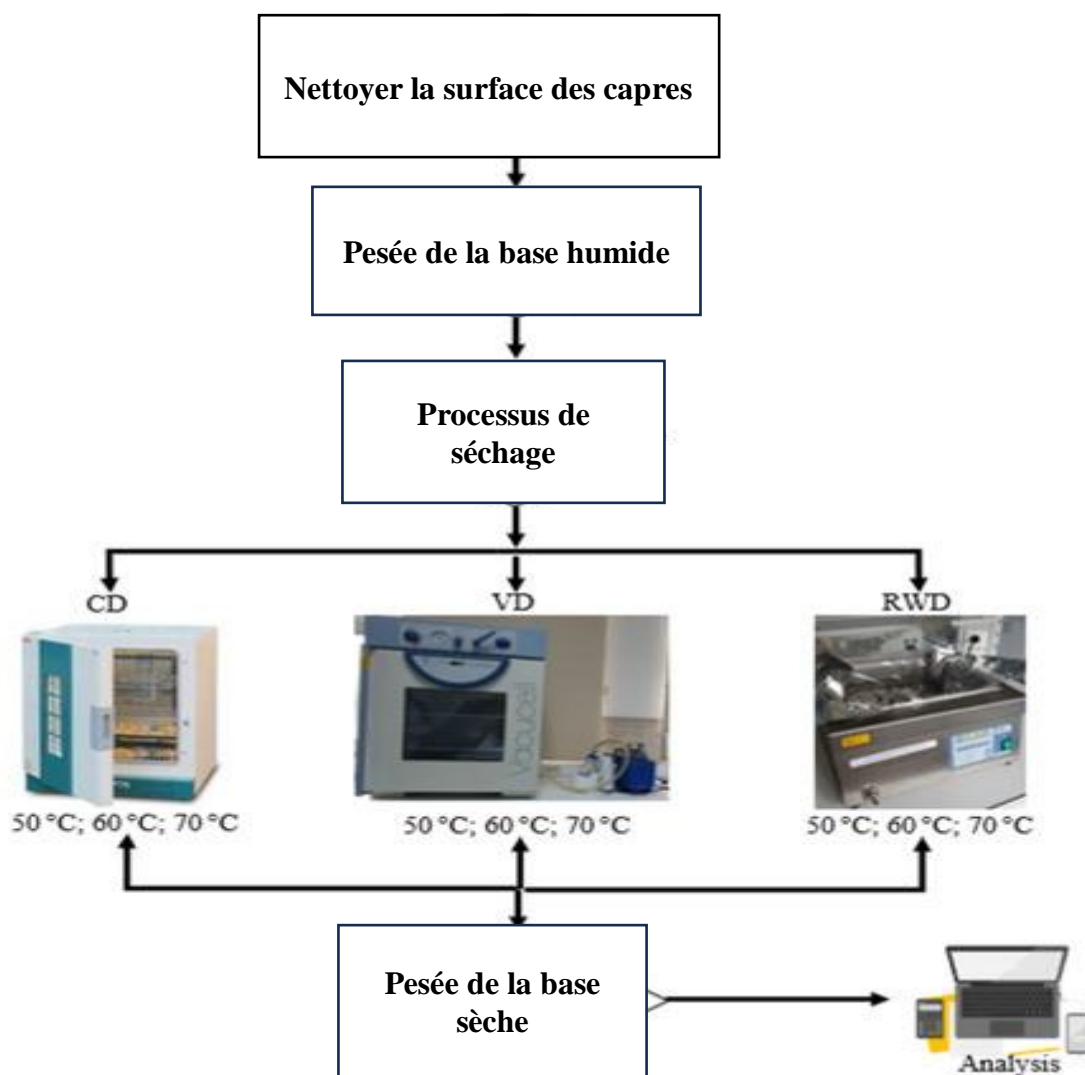 Nettoyer la surface des capres
Pesée de la base humide
Processus de
séchage
CD
VD
RWD
50 °C; 60 °C; 70 °C
50 °C; 60 °C; 70 °C
50 °C; 60 °C; 70 °C
Pesée de la base
sèche
Analysis